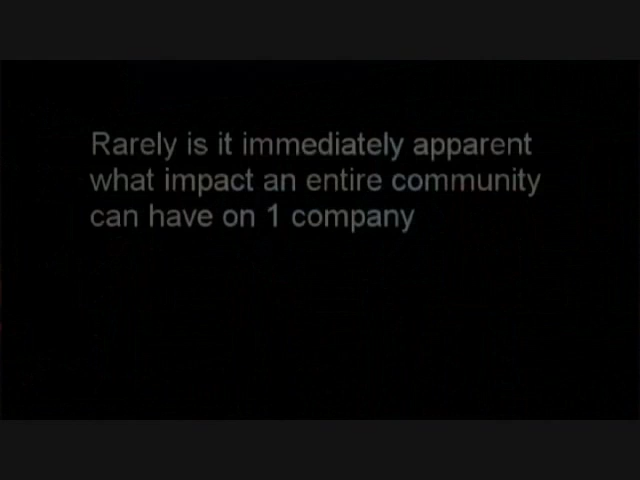 Rarely is it immediately apparent
what impact an entire community
can have on 1 company